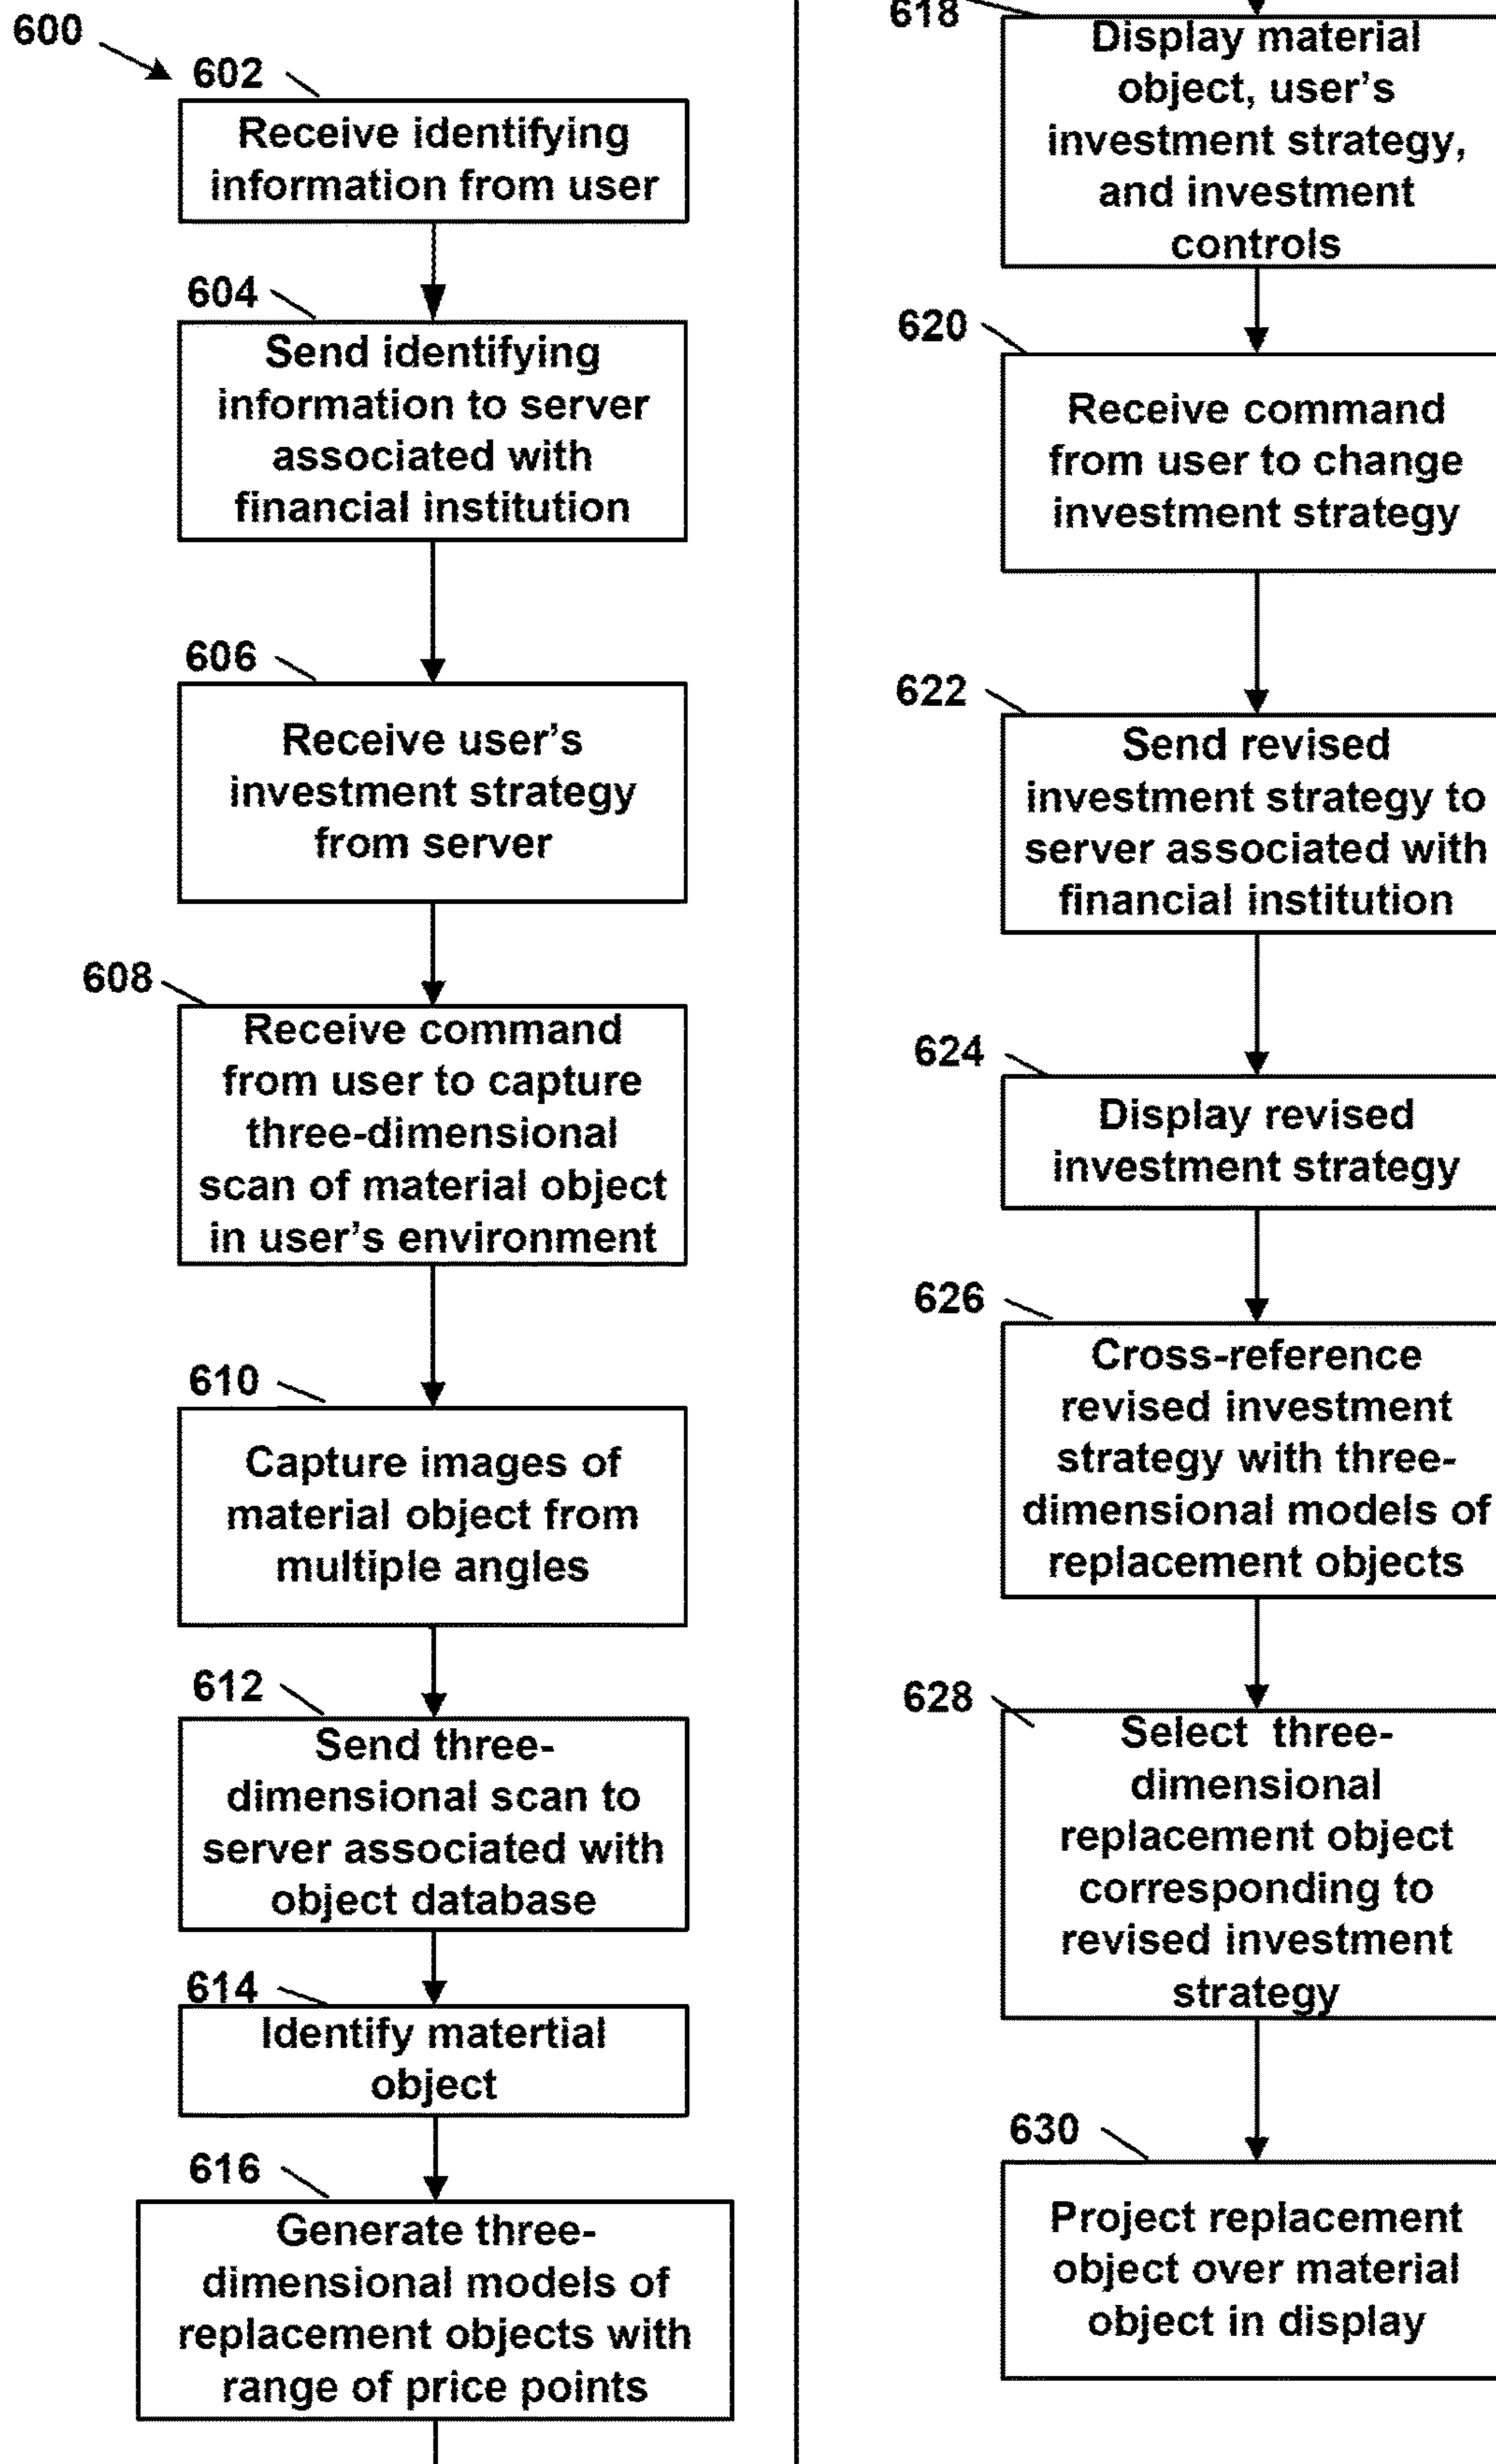 600
602
Receive identifying
information from user
604
Send identifying
information to server
associated with
financial institution
606
Receive user's
investment strategy
from server
608
Receive command
from user to capture
three-dimensional
scan of material object
in user's environment
610
Capture images of
material object from
multiple angles
612
Send three-
dimensional scan to
server associated with
object database
614
Identify matertial
object
616
Generate three-
dimensional models of
replacement objects with
range of price points
618
Display material
object, user's
investment strategy,
and investment
controls
620
Receive command
from user to change
investment strategy
622
Send revised
investment strategy to
server associated with
financial institution
624
Display revised
investment strategy
626
Cross-reference
revised investment
strategy with three-
dimensional models of
replacement objects
628
Select three-
dimensional
replacement object
corresponding to
revised investment
strategy
630
Project replacement
object over material
object in display